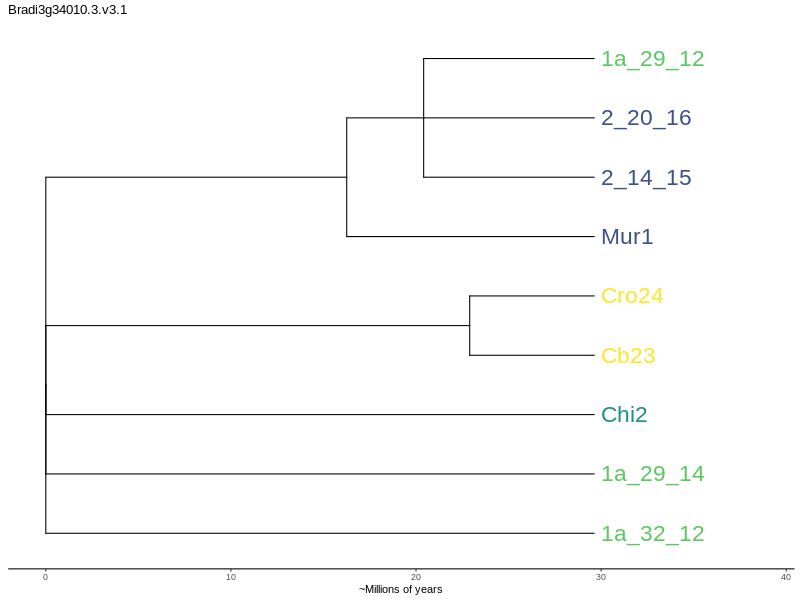 Bradi3g34010.3.v3.1
1a_29_12
2_20_16
2_14_15
Mur1
Cro24
Cb23
Chi2
1a_29_14
1a_32_12
0 10 20 30 40
~Millions of years